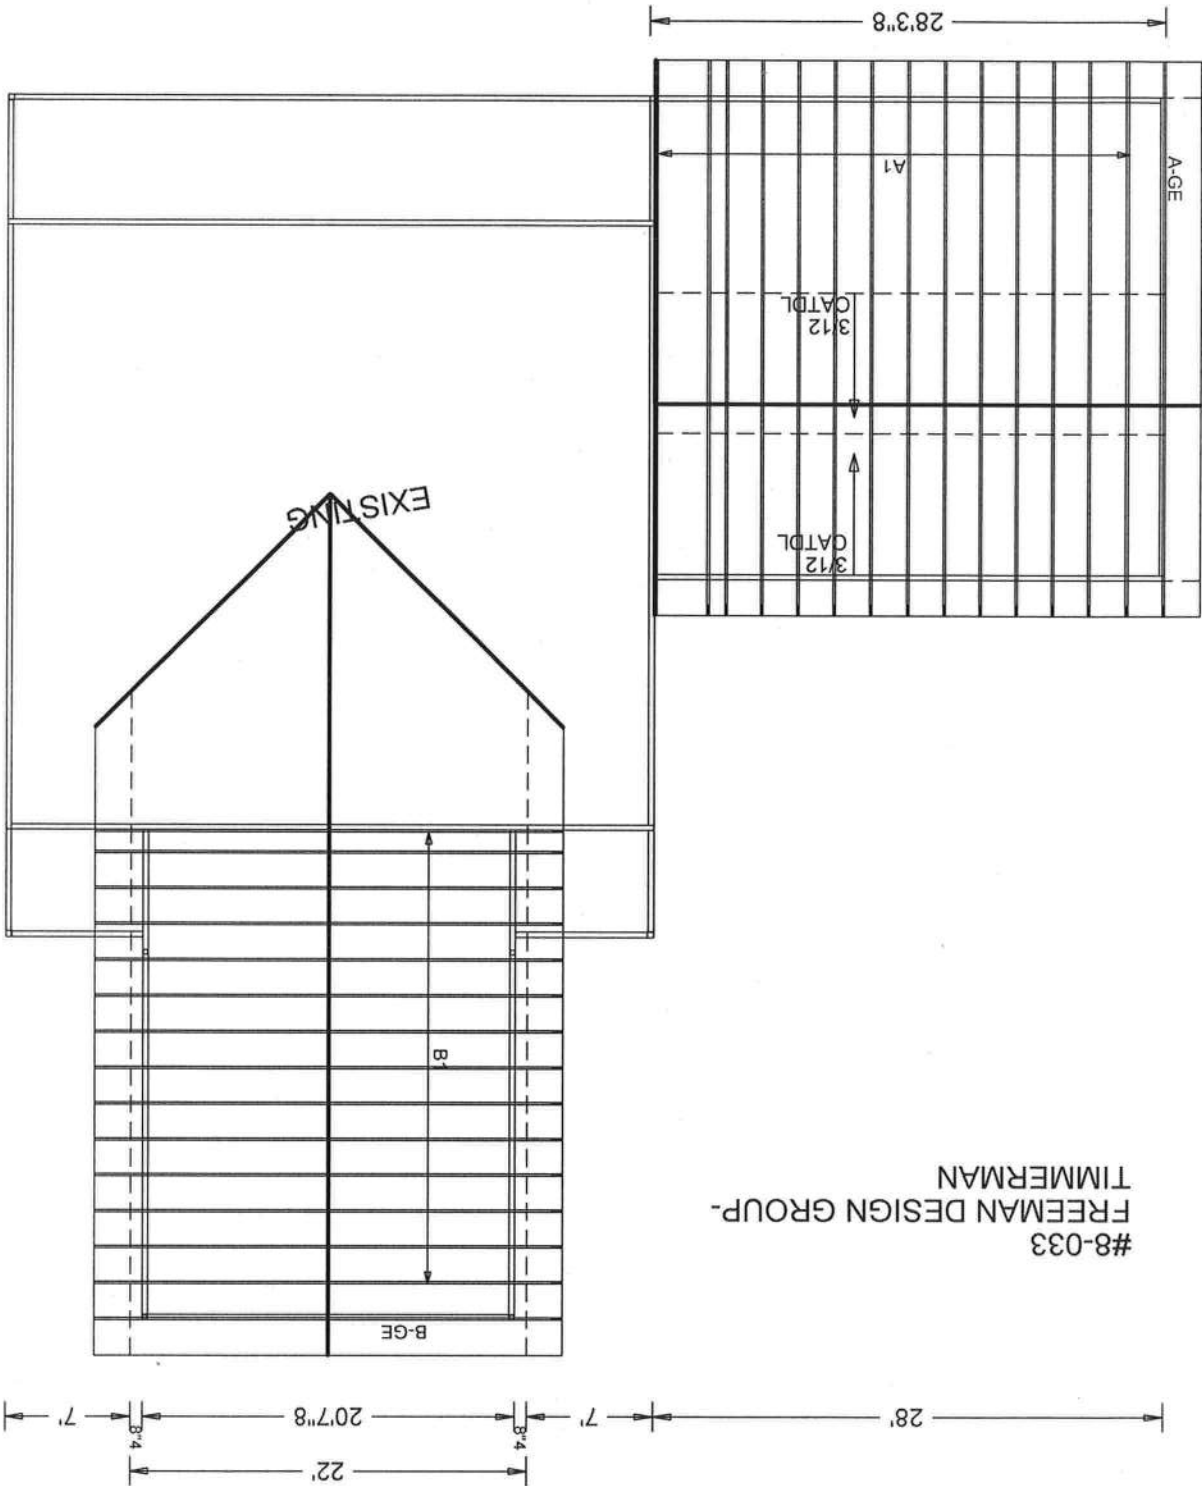 22'
28'
7'
8"4
20'7"8
8"4
7'
#8-033
FREEMAN DESIGN GROUP-
TIMMERMAN
B-GE
B1
EXISTING
3/12
CATDL
3/12
CATDL
A1
A-GE
28'3"8